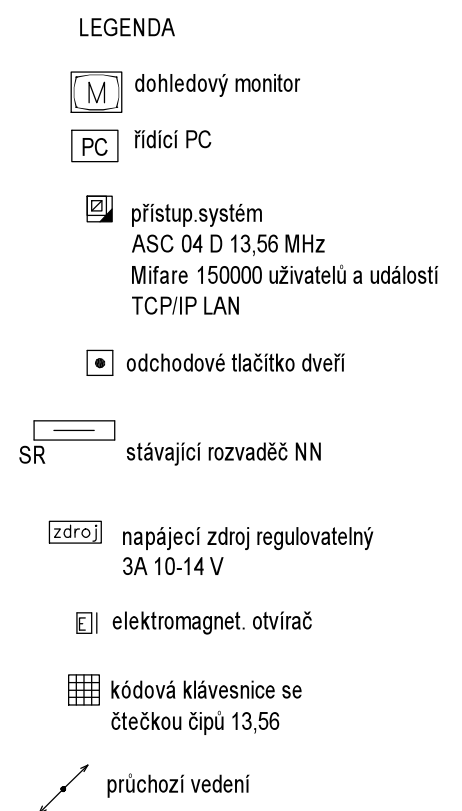 LEGENDA
M dohledový monitor
PC řídící PC
přístup.systém
ASC 04 D 13,56 MHz
Mifare 150000 uživatelů a událostí
TCP/IP LAN
odchodové tlačítko dveří
SR stávající rozvaděč NN
zdroj napájecí zdroj regulovatelný
3A 10-14 V
E elektromagnet. otvírač
kódová klávesnice se
čtečkou čipů 13,56
průchozí vedení